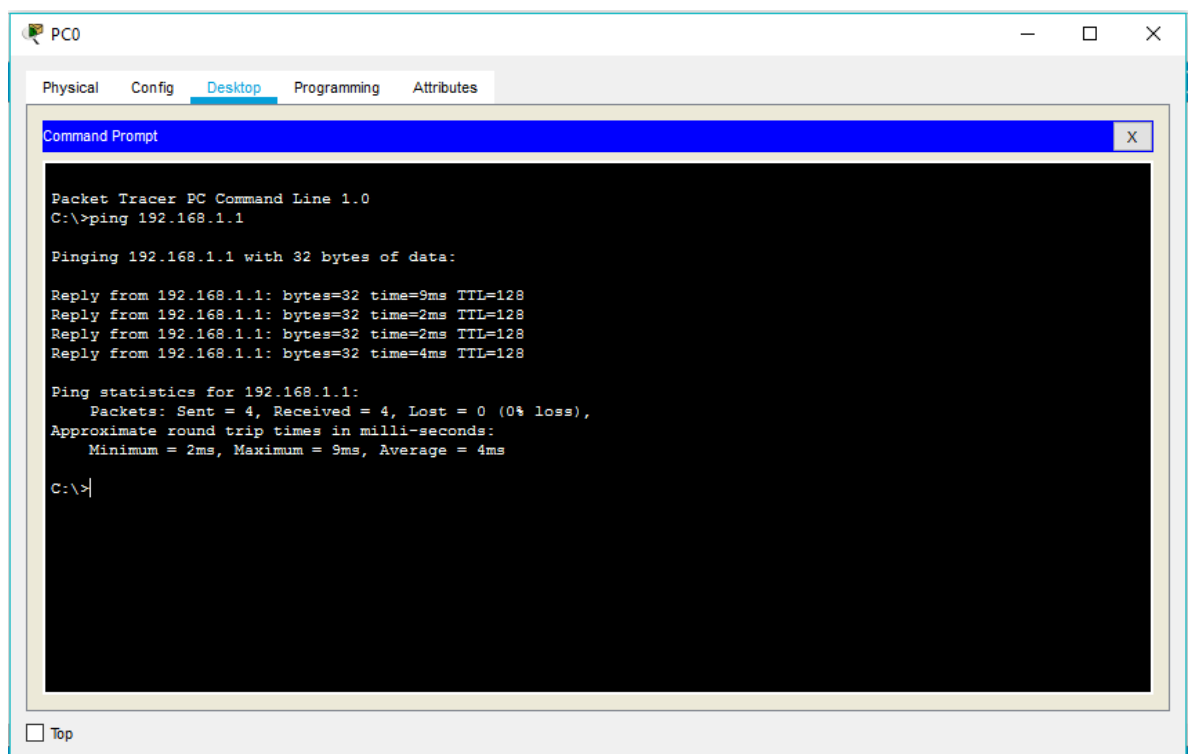 PC0
Physical Config Desktop Programming Attributes
Command Prompt
X
Packet Tracer PC Command Line 1.0
C:\>ping 192.168.1.1
Pinging 192.168.1.1 with 32 bytes of data:
Reply from 192.168.1.1: bytes=32 time=9ms TTL=128
Reply from 192.168.1.1: bytes=32 time=2ms TTL=128
Reply from 192.168.1.1: bytes=32 time=2ms TTL=128
Reply from 192.168.1.1: bytes=32 time=4ms TTL=128
Ping statistics for 192.168.1.1:
Packets: Sent = 4, Received = 4, Lost = 0 (0% loss),
Approximate round trip times in milli-seconds:
Minimum = 2ms, Maximum = 9ms, Average = 4ms
C:\>
Top